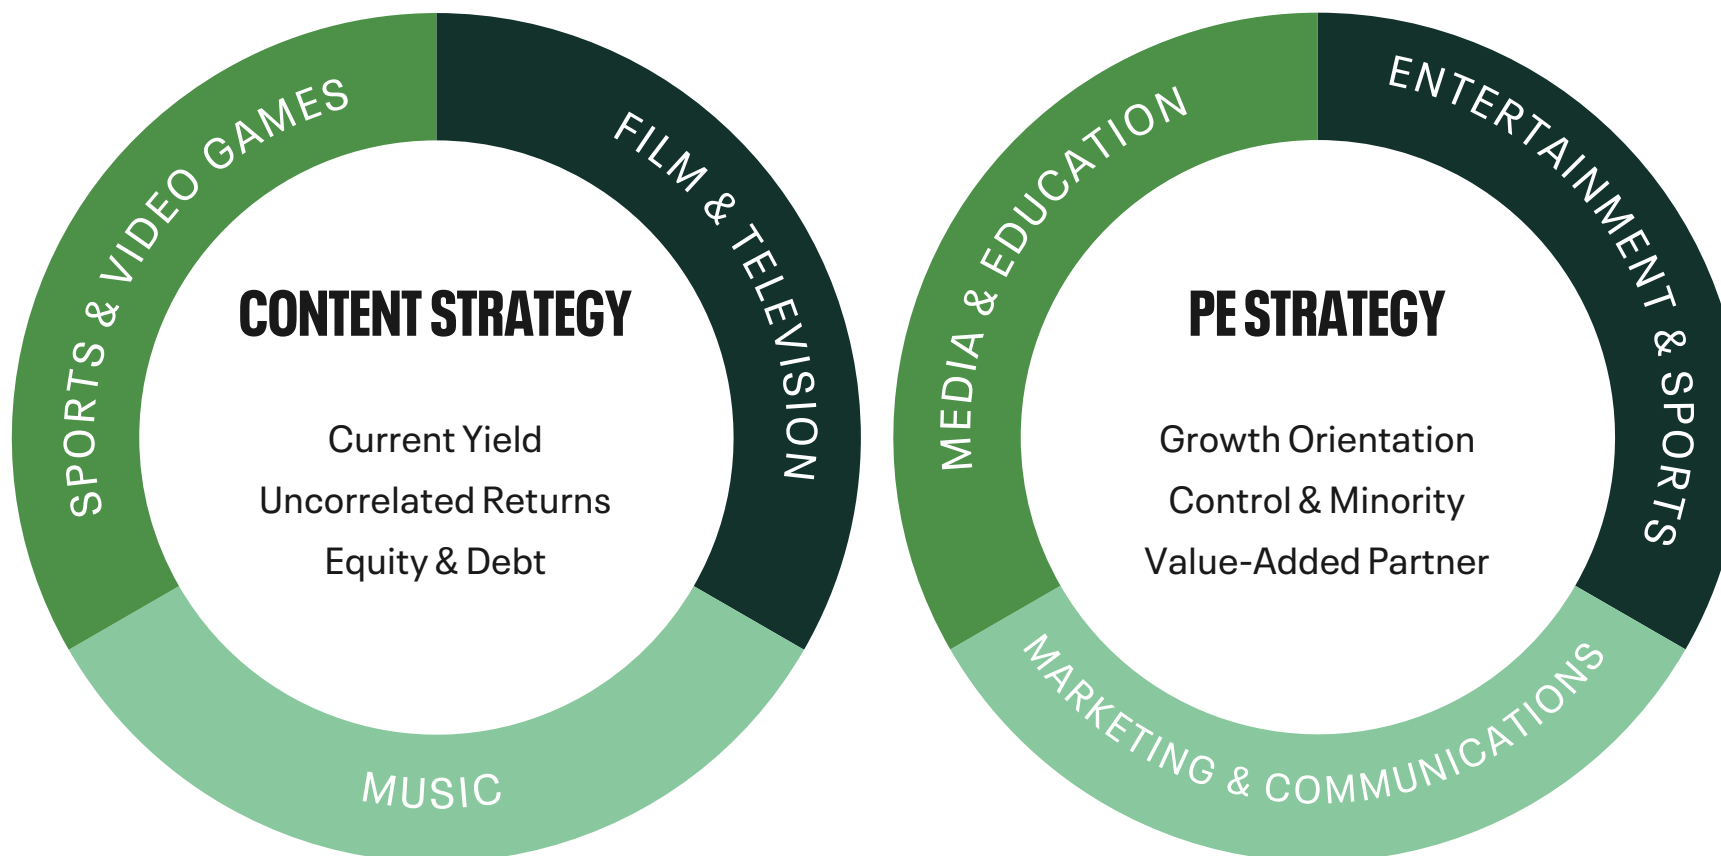 SPORTS & VIDEO GAMES
FILM & TELEVISION
CONTENT STRATEGY
Current Yield
Uncorrelated Returns
Equity & Debt
MUSIC
MEDIA & EDUCATION
ENTERTAINMENT & SPORTS
PE STRATEGY
Growth Orientation
Control & Minority
Value-Added Partner
MARKETING & COMMUNICATIONS